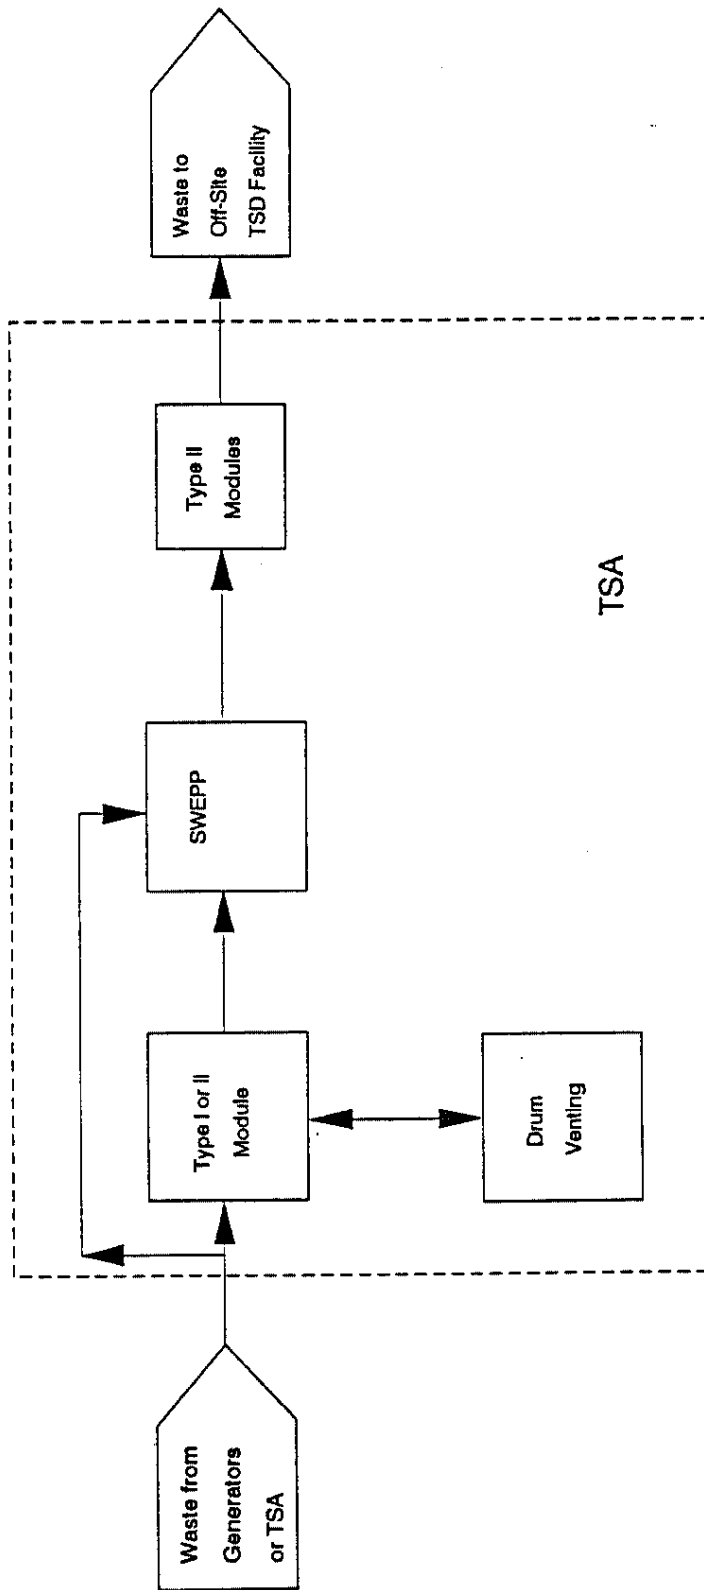 Waste from
Generators
or TSA
Type I or II
Module
Drum
Venting
SWEPP
Type II
Modules
Waste to
Off-Site
TSD Facility
TSA